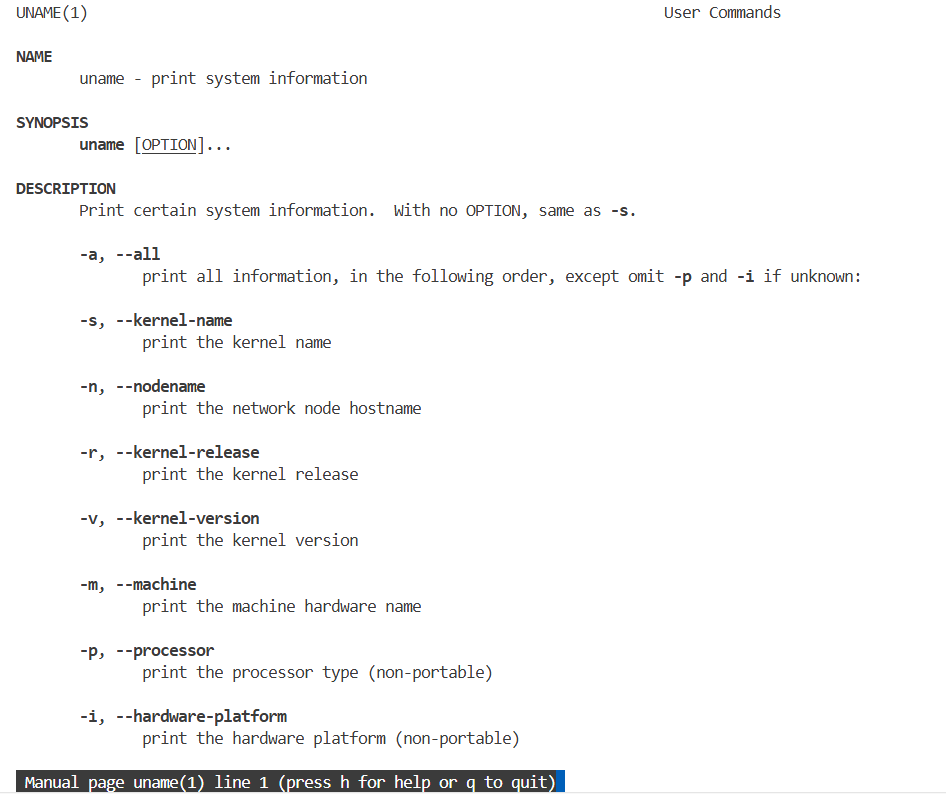 UNAME(1) User Commands
NAME
uname - print system information
SYNOPSIS
uname [OPTION]...
DESCRIPTION
Print certain system information.  With no OPTION, same as -s.
-a, --all
print all information, in the following order, except omit -p and -i if unknown:
-s, --kernel-name
print the kernel name
-n, --nodename
print the network node hostname
-r, --kernel-release
print the kernel release
-v, --kernel-version
print the kernel version
-m, --machine
print the machine hardware name
-p, --processor
print the processor type (non-portable)
-i, --hardware-platform
print the hardware platform (non-portable)
Manual page uname(1) line 1 (press h for help or q to quit)